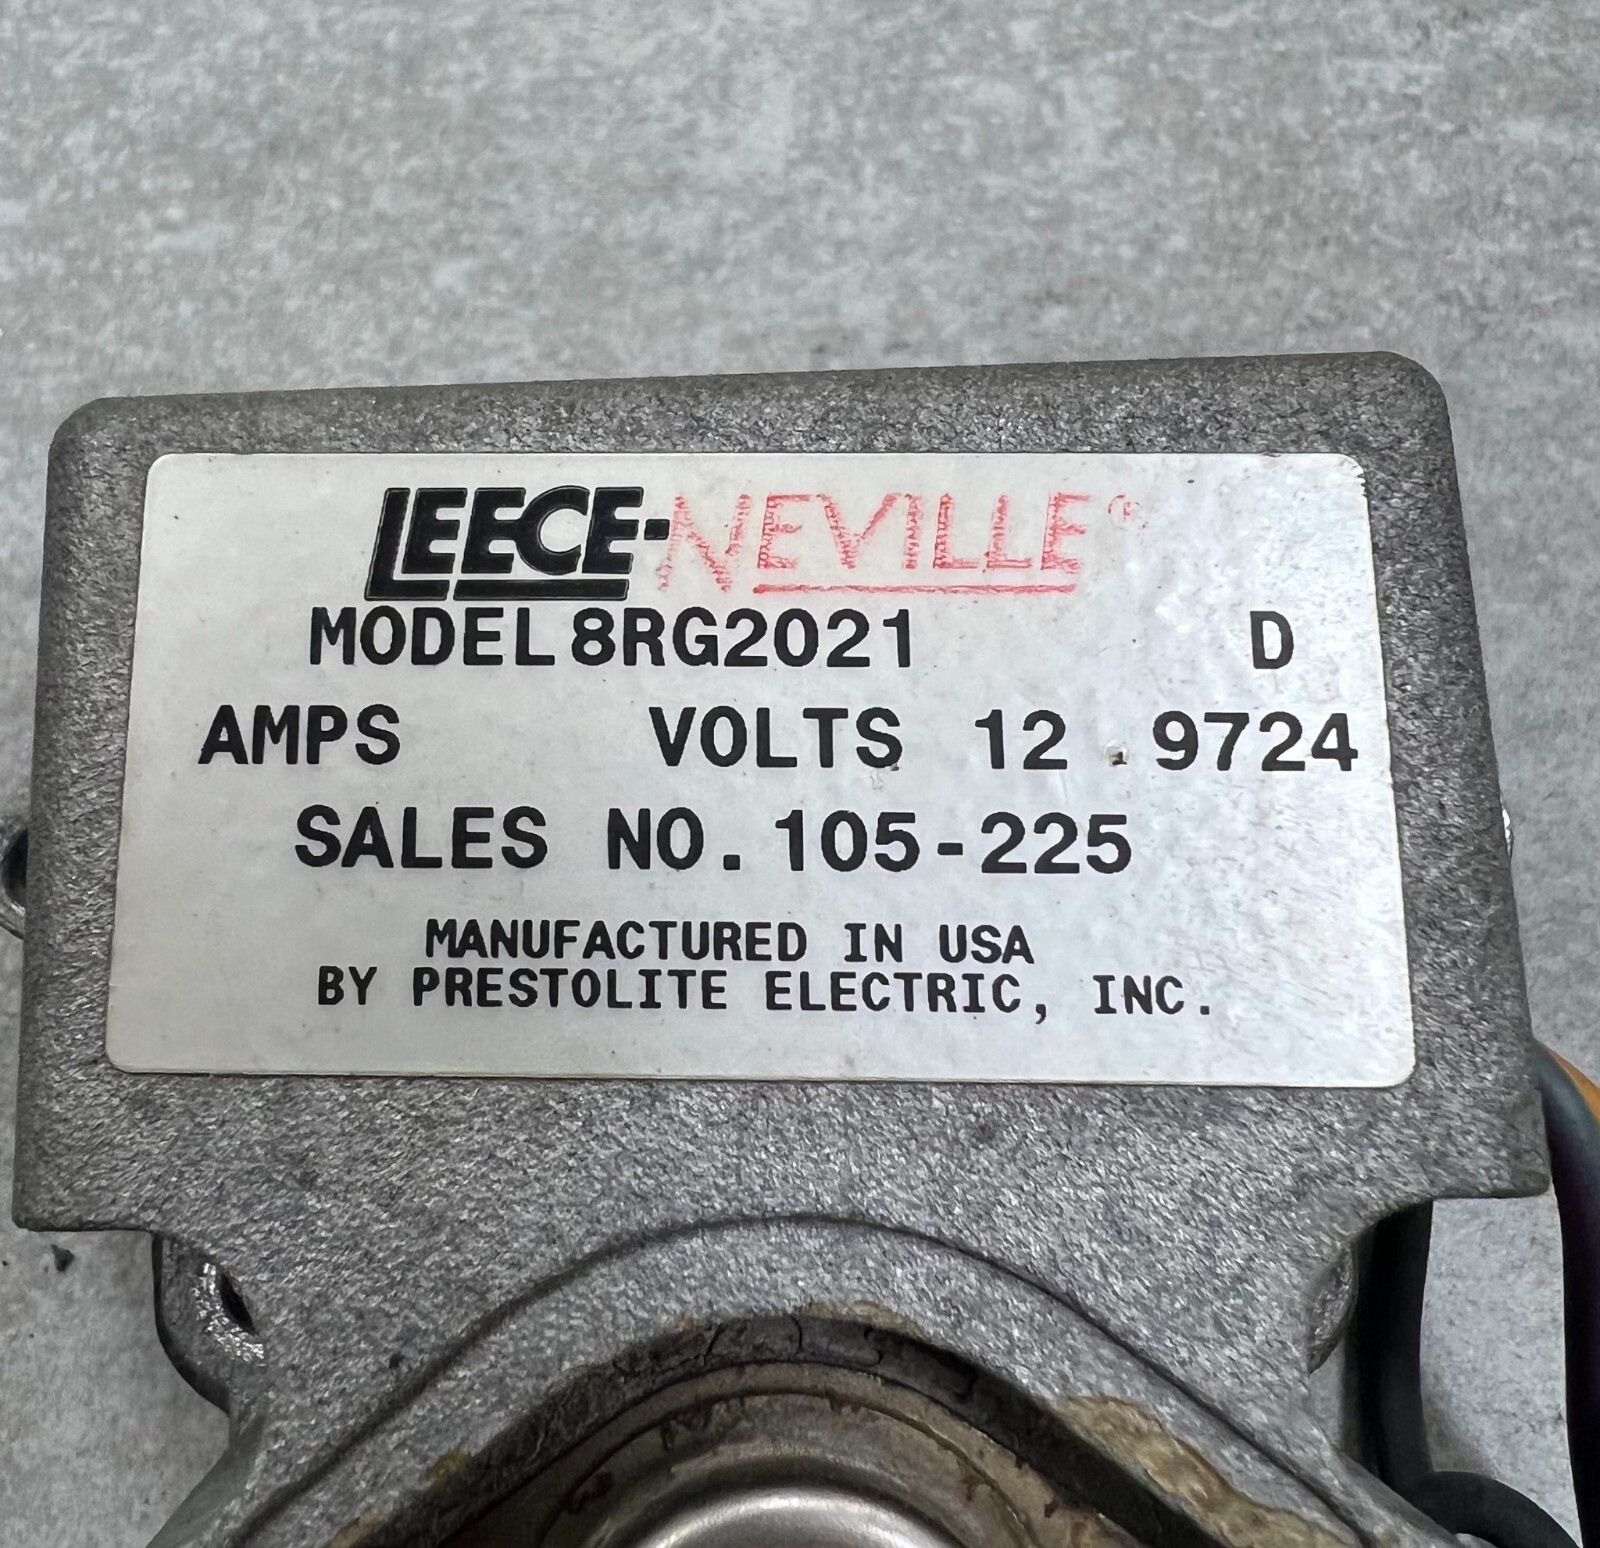 LEECE-NEVILLE®
MODEL 8RG2021 D
AMPS VOLTS 12 9724
SALES NO. 105-225
MANUFACTURED IN USA
BY PRESTOLITE ELECTRIC, INC.